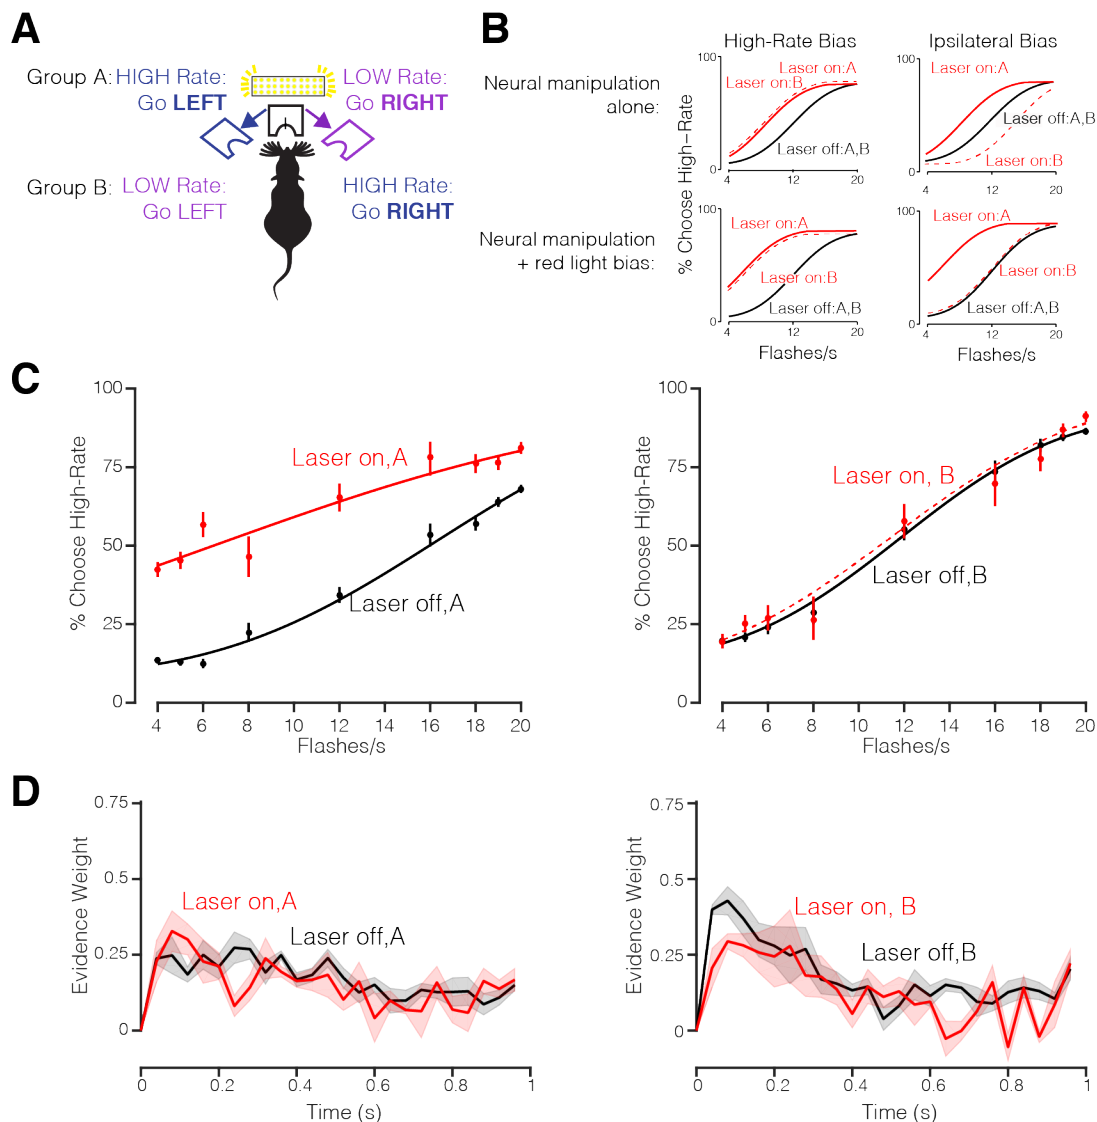 A
Group A:
HIGH Rate:
Go LEFT
LOW Rate:
Go RIGHT
Group B:
LOW Rate:
Go LEFT
HIGH Rate:
Go RIGHT
B
High-Rate Bias
Ipsilateral Bias
Neural manipulation
alone:
Neural manipulation
+ red light bias:
% Choose High-Rate
100
Laser on:A
Laser on:B
Laser off:A,B
0
4
12
20
100
Laser on:A
Laser off:A,B
Laser on:B
0
4
12
20
100
Laser on:A
Laser on:B
Laser off:A,B
0
4
12
20
Flashes/s
100
Laser on:A
Laser on:B
Laser off:A,B
0
4
12
20
Flashes/s
C
% Choose High-Rate
100
75
50
25
0
Laser on,A
Laser off,A
4 6 8 10 12 14 16 18 20
Flashes/s
% Choose High-Rate
100
75
50
25
0
Laser on, B
Laser off,B
4 6 8 10 12 14 16 18 20
Flashes/s
D
Evidence Weight
0.75
0.5
0.25
0
Laser on,A
Laser off,A
0 0.2 0.4 0.6 0.8 1
Time (s)
Evidence Weight
0.75
0.5
0.25
0
Laser on, B
Laser off,B
0 0.2 0.4 0.6 0.8 1
Time (s)